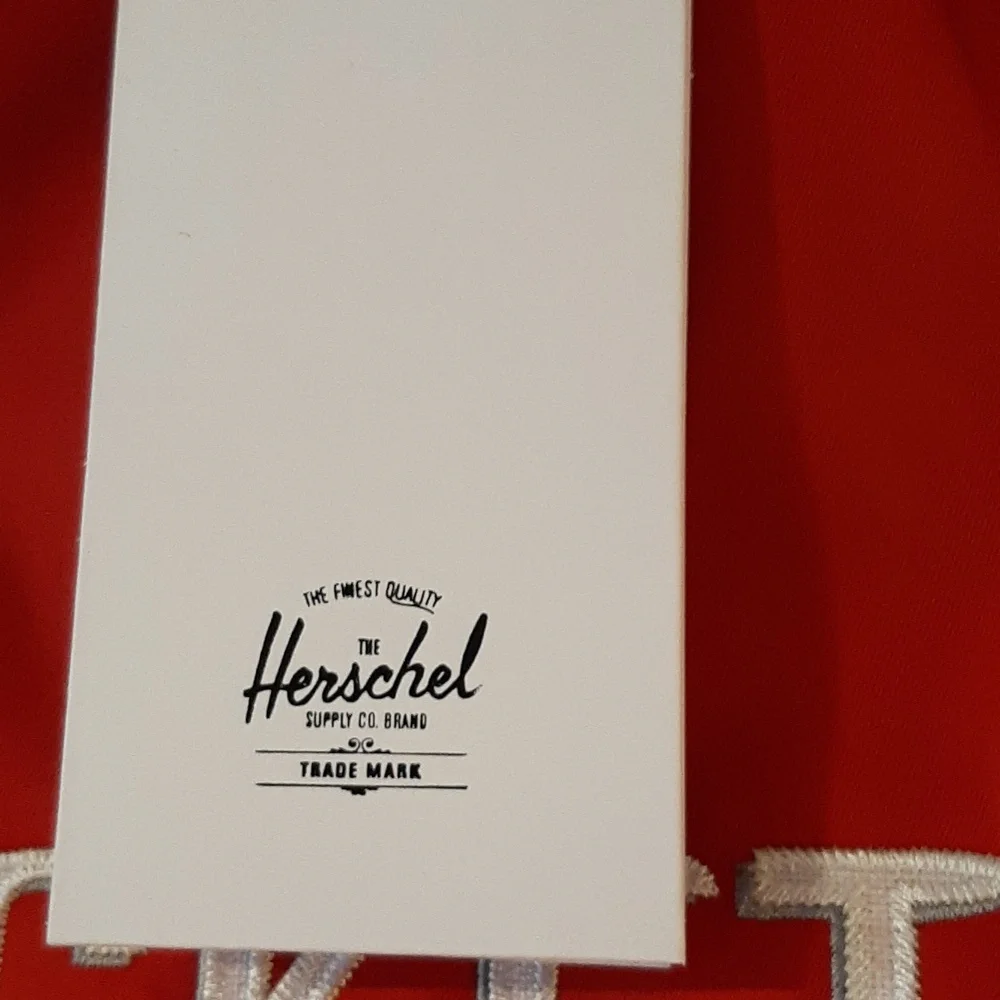 THE FINEST QUALITY
THE
Herschel
SUPPLY CO. BRAND
TRADE MARK